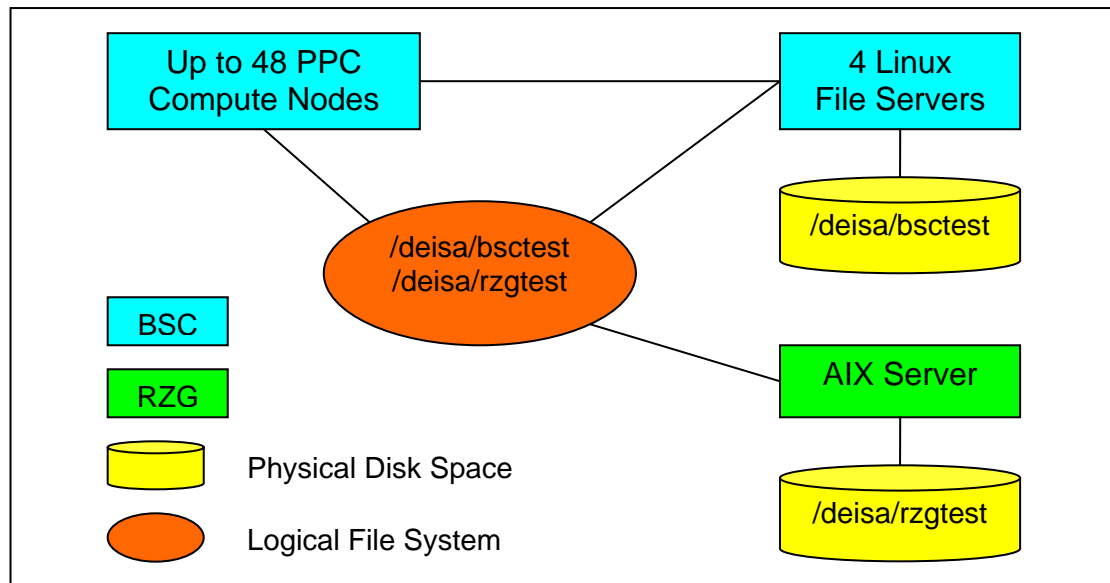 Up to 48 PPC
Compute Nodes
4 Linux
File Servers
/deisa/bsctest
/deisa/bsctest
/deisa/rzgtest
BSC
AIX Server
RZG
Physical Disk Space
/deisa/rzgtest
Logical File System